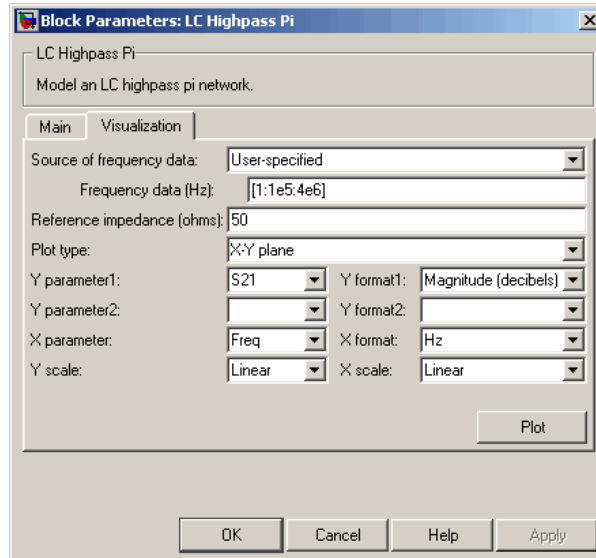 Block Parameters: LC Highpass Pi
LC Highpass Pi
Model an LC highpass pi network.
Main Visualization
Source of frequency data: User-specified
Frequency data (Hz): [1:1e5:4e6]
Reference impedance (ohms): 50
Plot type: X-Y plane
Y parameter1: S21 Y format1: Magnitude (decibels)
Y parameter2: Y format2:
X parameter: Freq X format: Hz
Y scale: Linear X scale: Linear
Plot
OK Cancel Help Apply